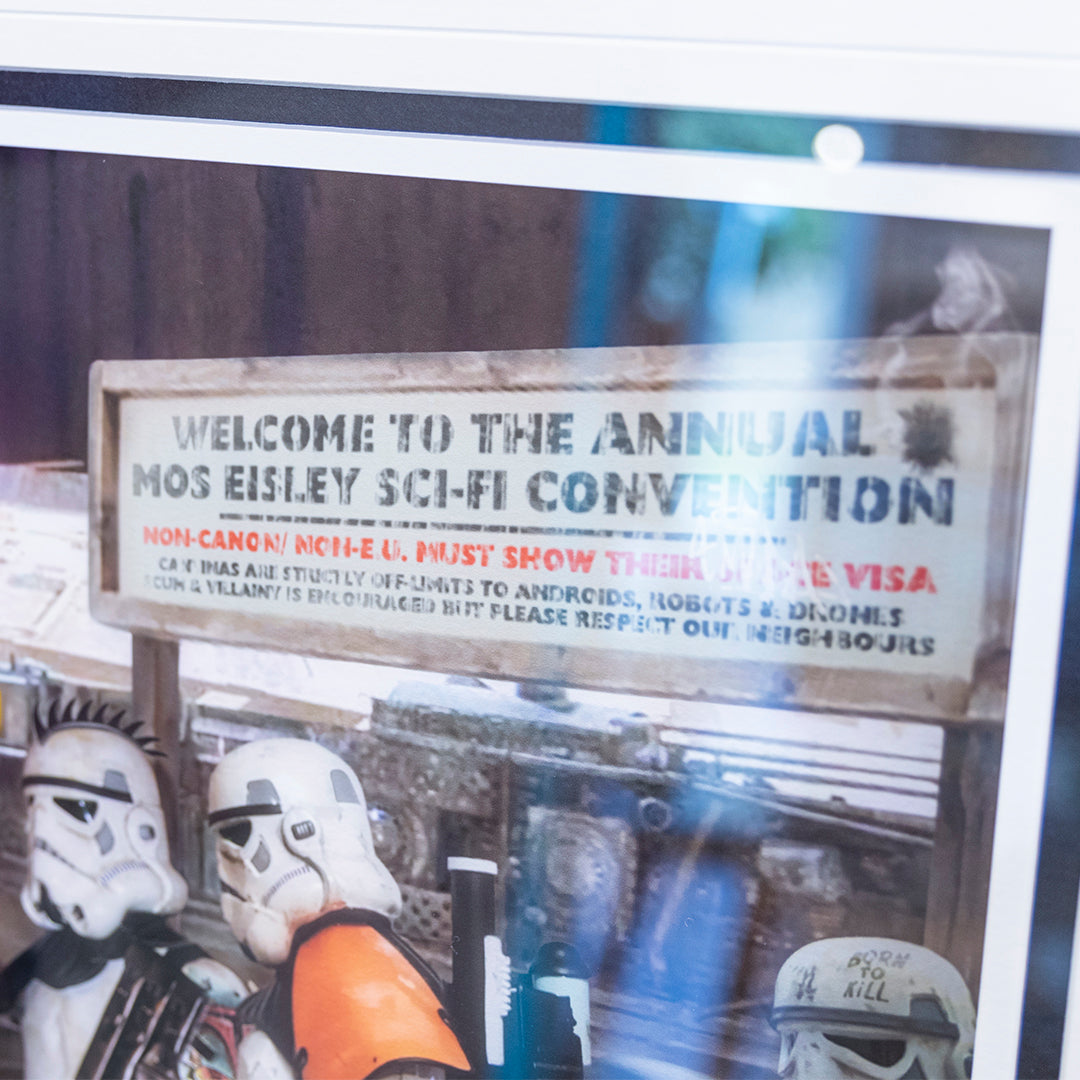 WELCOME TO THE ANNUAL
MOS EISLEY SCI-FI CONVENTION
NON-CANON/ NON-E.U. MUST SHOW THEIR VISA
CANTINAS ARE STRICTLY OFF-LIMITS TO ANDROIDS, ROBOTS & DRONES
SCUM & VILLAINY IS ENCOURAGED BUT PLEASE RESPECT OUR NEIGHBOURS
BORN
TO
KILL